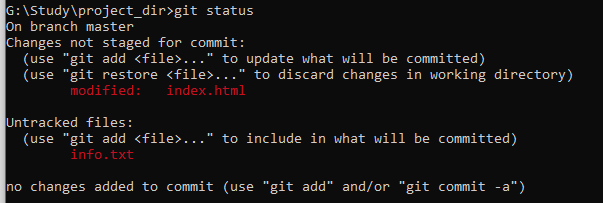 G:\Study\project_dir>git status
On branch master
Changes not staged for commit:
  (use "git add <file>..." to update what will be committed)
  (use "git restore <file>..." to discard changes in working directory)
        modified:   index.html

Untracked files:
  (use "git add <file>..." to include in what will be committed)
        info.txt

no changes added to commit (use "git add" and/or "git commit -a")